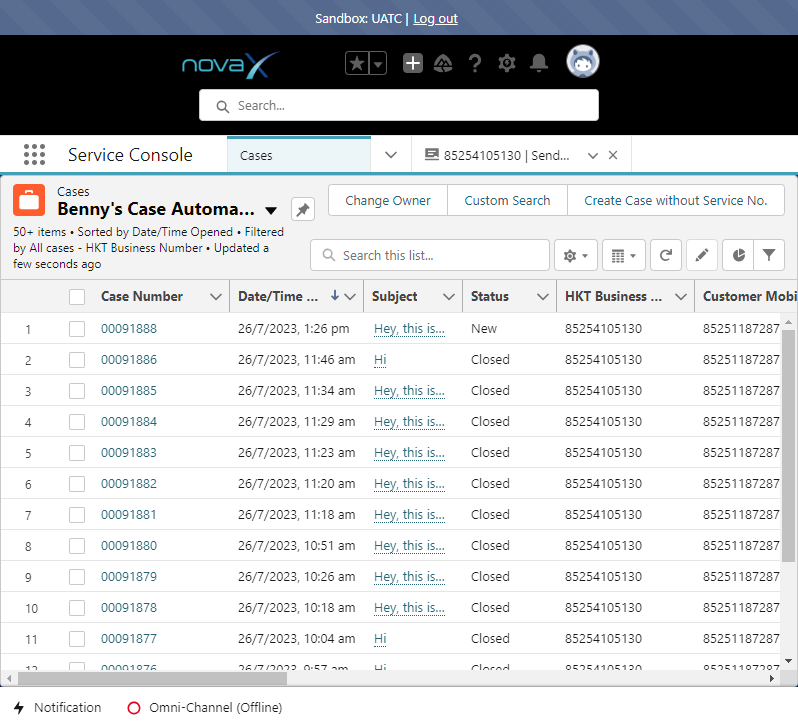 Sandbox: UATC | Log out
novax
Search...
Service Console
Cases
85254105130 | Send...
Cases
Benny's Case Automa...
50+ items • Sorted by Date/Time Opened • Filtered
by All cases - HKT Business Number • Updated a
few seconds ago
Change Owner
Custom Search
Create Case without Service No.
Search this list...
Case Number Date/Time ... Subject Status HKT Business ... Customer Mobi
1 00091888 26/7/2023, 1:26 pm Hey, this is... New 85254105130 85251187287
2 00091886 26/7/2023, 11:46 am Hi Closed 85254105130 85251187287
3 00091885 26/7/2023, 11:34 am Hey, this is... Closed 85254105130 85251187287
4 00091884 26/7/2023, 11:29 am Hey, this is... Closed 85254105130 85251187287
5 00091883 26/7/2023, 11:23 am Hey, this is... Closed 85254105130 85251187287
6 00091882 26/7/2023, 11:20 am Hey, this is... Closed 85254105130 85251187287
7 00091881 26/7/2023, 11:18 am Hey, this is... Closed 85254105130 85251187287
8 00091880 26/7/2023, 10:51 am Hey, this is... Closed 85254105130 85251187287
9 00091879 26/7/2023, 10:26 am Hey, this is... Closed 85254105130 85251187287
10 00091878 26/7/2023, 10:18 am Hey, this is... Closed 85254105130 85251187287
11 00091877 26/7/2023, 10:04 am Hi Closed 85254105130 85251187287
12 00091876 26/7/2023, 9:57 am Hi Closed 85254105130 85251187287
Notification
Omni-Channel (Offline)